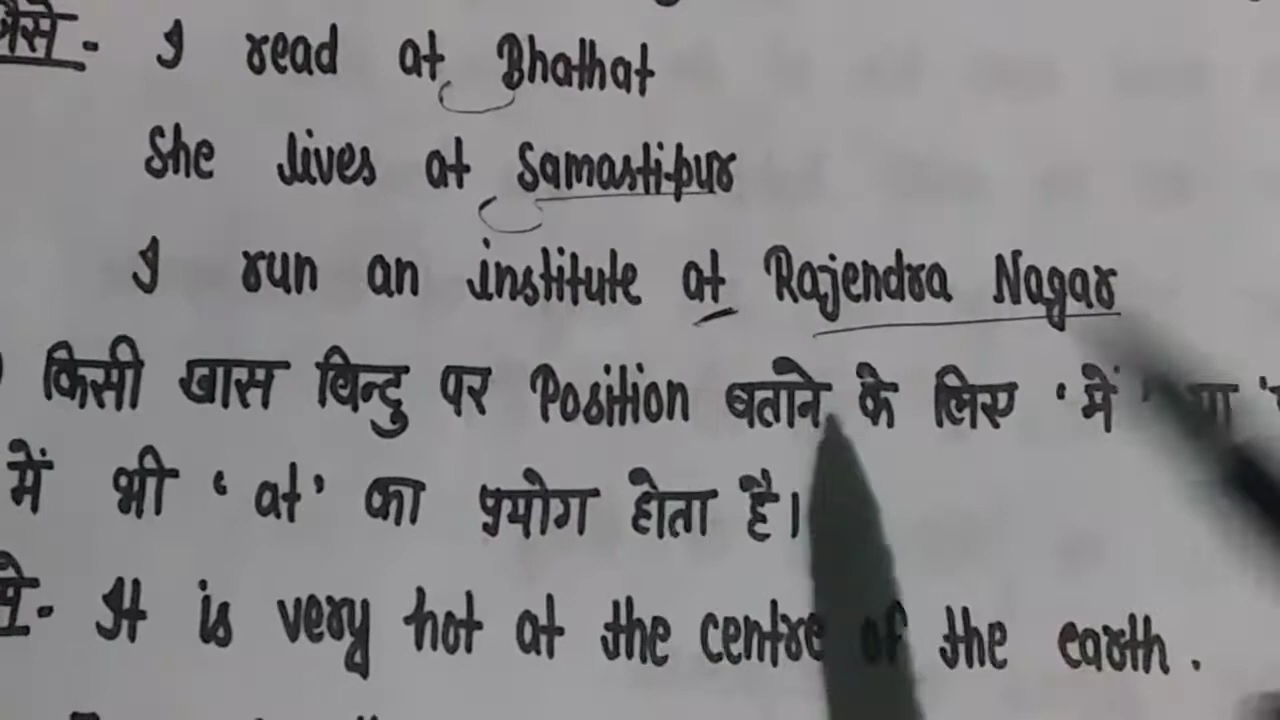 जैसे - I read at Bhathat
She lives at Samastipur
I run an institute at Rajendra Nagar
किसी खास बिन्दु पर Position बताने के लिए 'में'
में भी 'at' का प्रयोग होता है।
It is very hot at the centre of the earth.